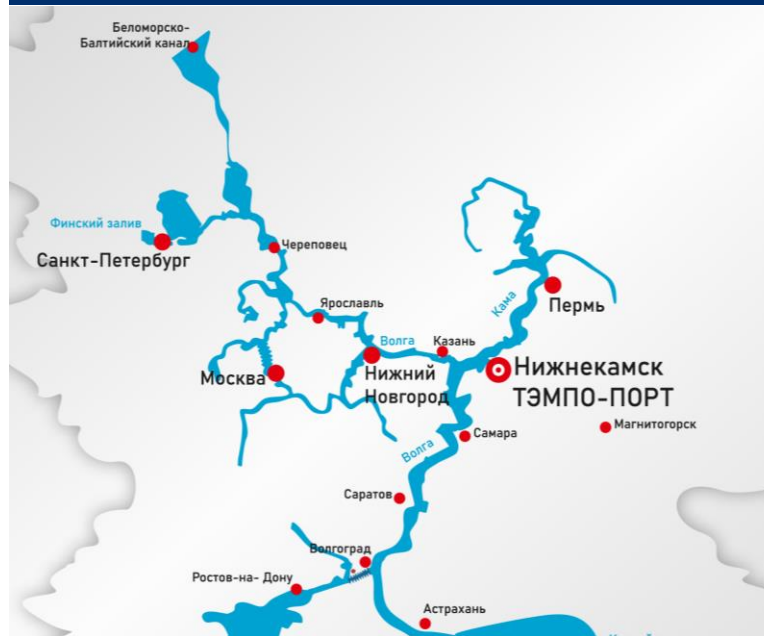 Беломорско-
Балтийский канал
Финский залив
Санкт-Петербург
Череповец
Ярославль
Кама
Пермь
Волга
Казань
Москва
Нижний
Новгород
Нижнекамск
ТЭМПО-ПОРТ
Магнитогорск
Самара
Волга
Саратов
Волгоград
Ростов-на- Дону
Астрахань